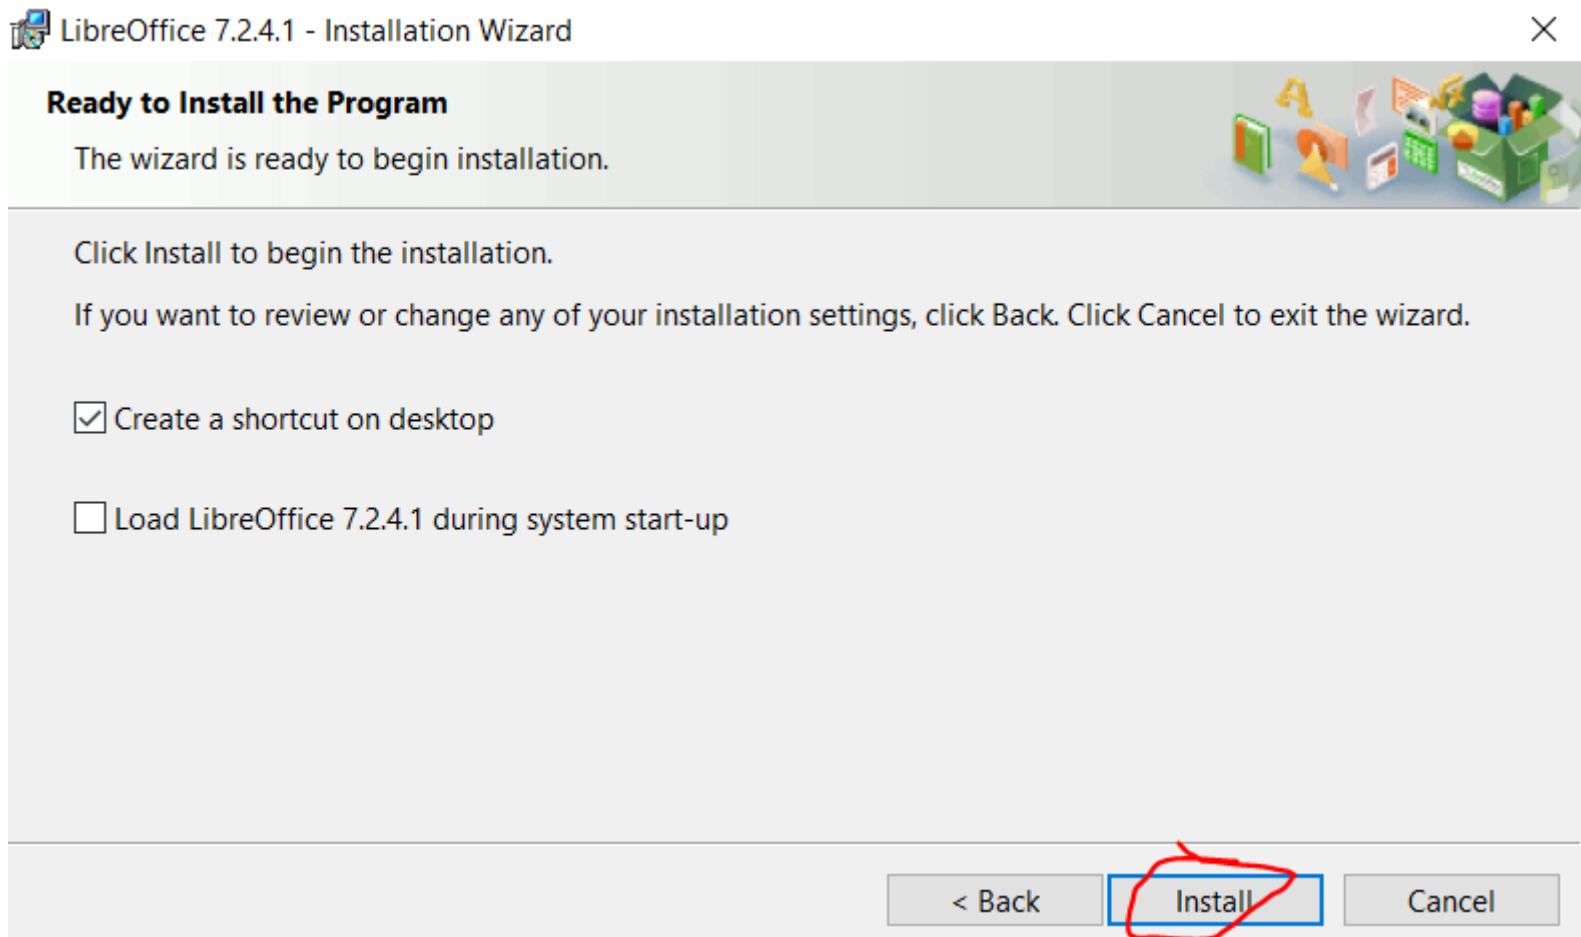 LibreOffice 7.2.4.1 - Installation Wizard
Ready to Install the Program
The wizard is ready to begin installation.
Click Install to begin the installation.
If you want to review or change any of your installation settings, click Back. Click Cancel to exit the wizard.
Create a shortcut on desktop
Load LibreOffice 7.2.4.1 during system start-up
< Back
Install
Cancel